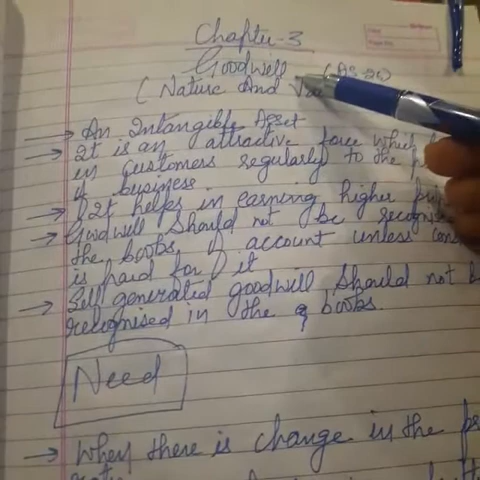 Chapter-3
Goodwill (AS-26)
( Nature And
→ An Intangible Asset
→ It is an attractive force which
in customers regularly to the
of business
→ It helps in earning higher
→ Goodwill should not be
the books of account unless
is paid for it
→ Self generated goodwill should not
recognised in the books.
Need
→ When there is change in the